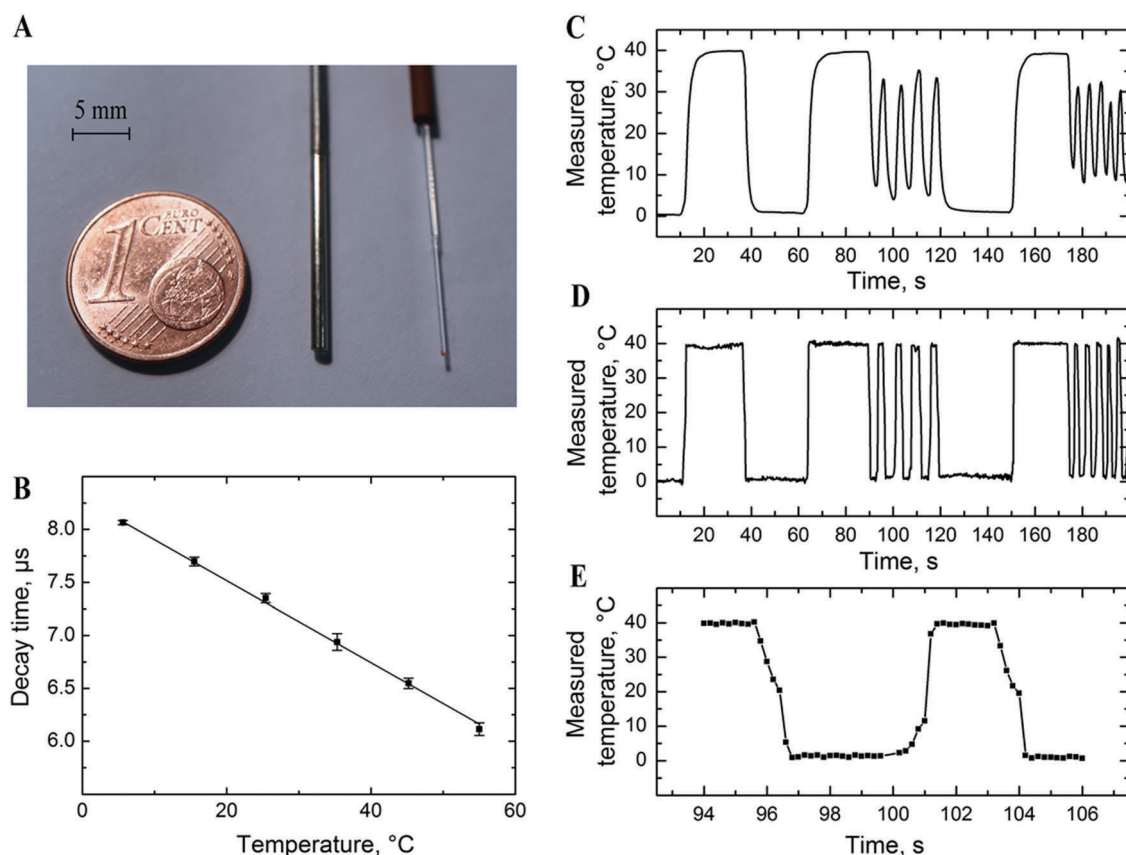 A
5 mm
1
EURO
CENT
B
Decay time, µs
8.0
7.5
7.0
6.5
6.0
0 20 40 60
Temperature, °C
C
Measured
temperature, °C
40
30
20
10
0
20 40 60 80 100 120 140 160 180
Time, s
D
Measured
temperature, °C
40
30
20
10
0
20 40 60 80 100 120 140 160 180
Time, s
E
Measured
temperature, °C
40
30
20
10
0
94 96 98 100 102 104 106
Time, s